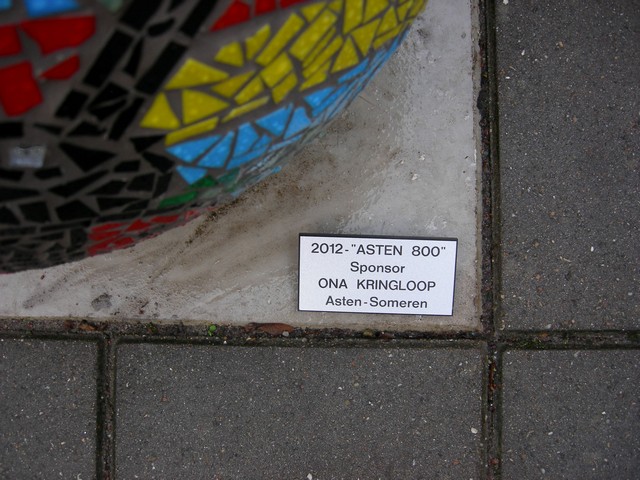 2012-"ASTEN 800"
Sponsor
ONA KRINGLOOP
Asten-Someren